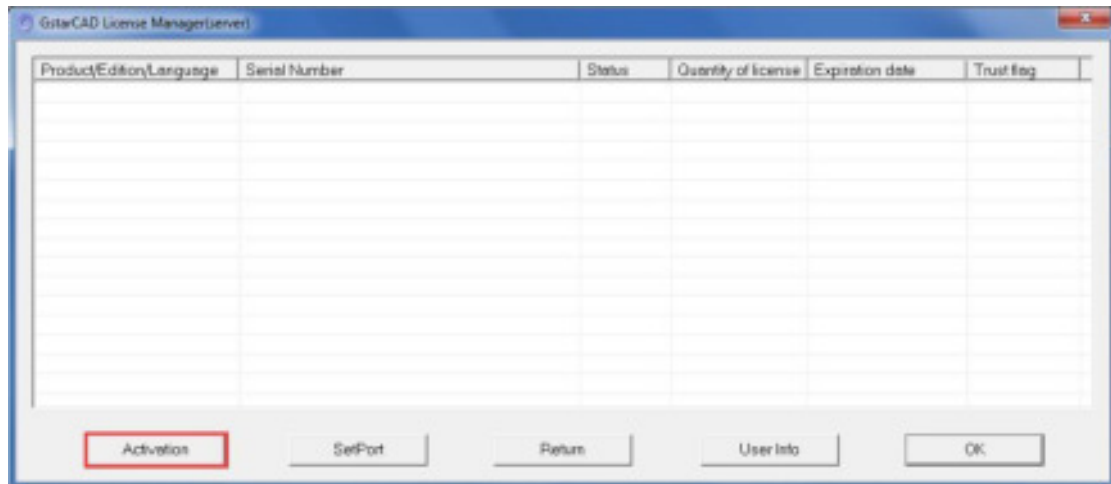 GstarCAD License Manager(server)
Product/Edition/Language Serial Number Status Quantity of license Expiration date Trust flag
Activation SetPort Return User Info OK